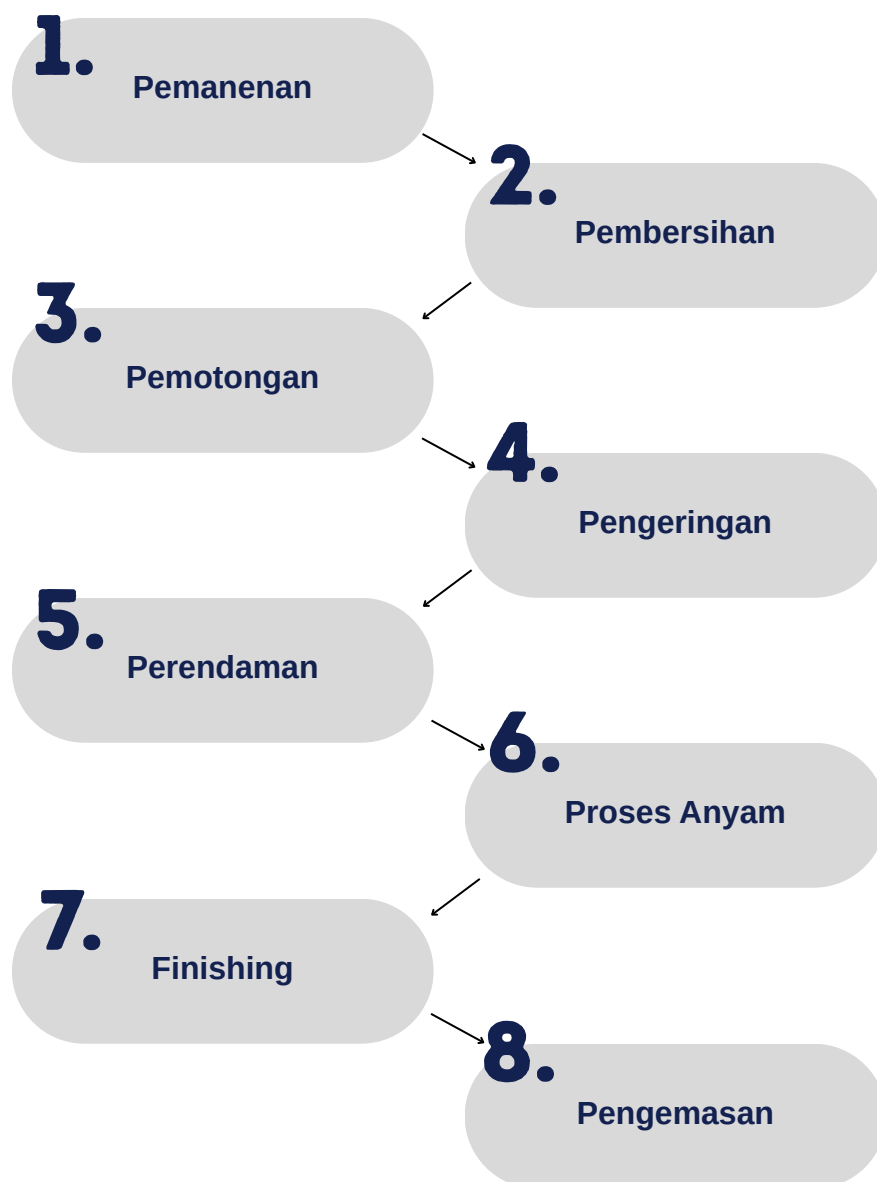 1.
Pemanenan
2.
Pembersihan
3.
Pemotongan
4.
Pengeringan
5.
Perendaman
6.
Proses Anyam
7.
Finishing
8.
Pengemasan